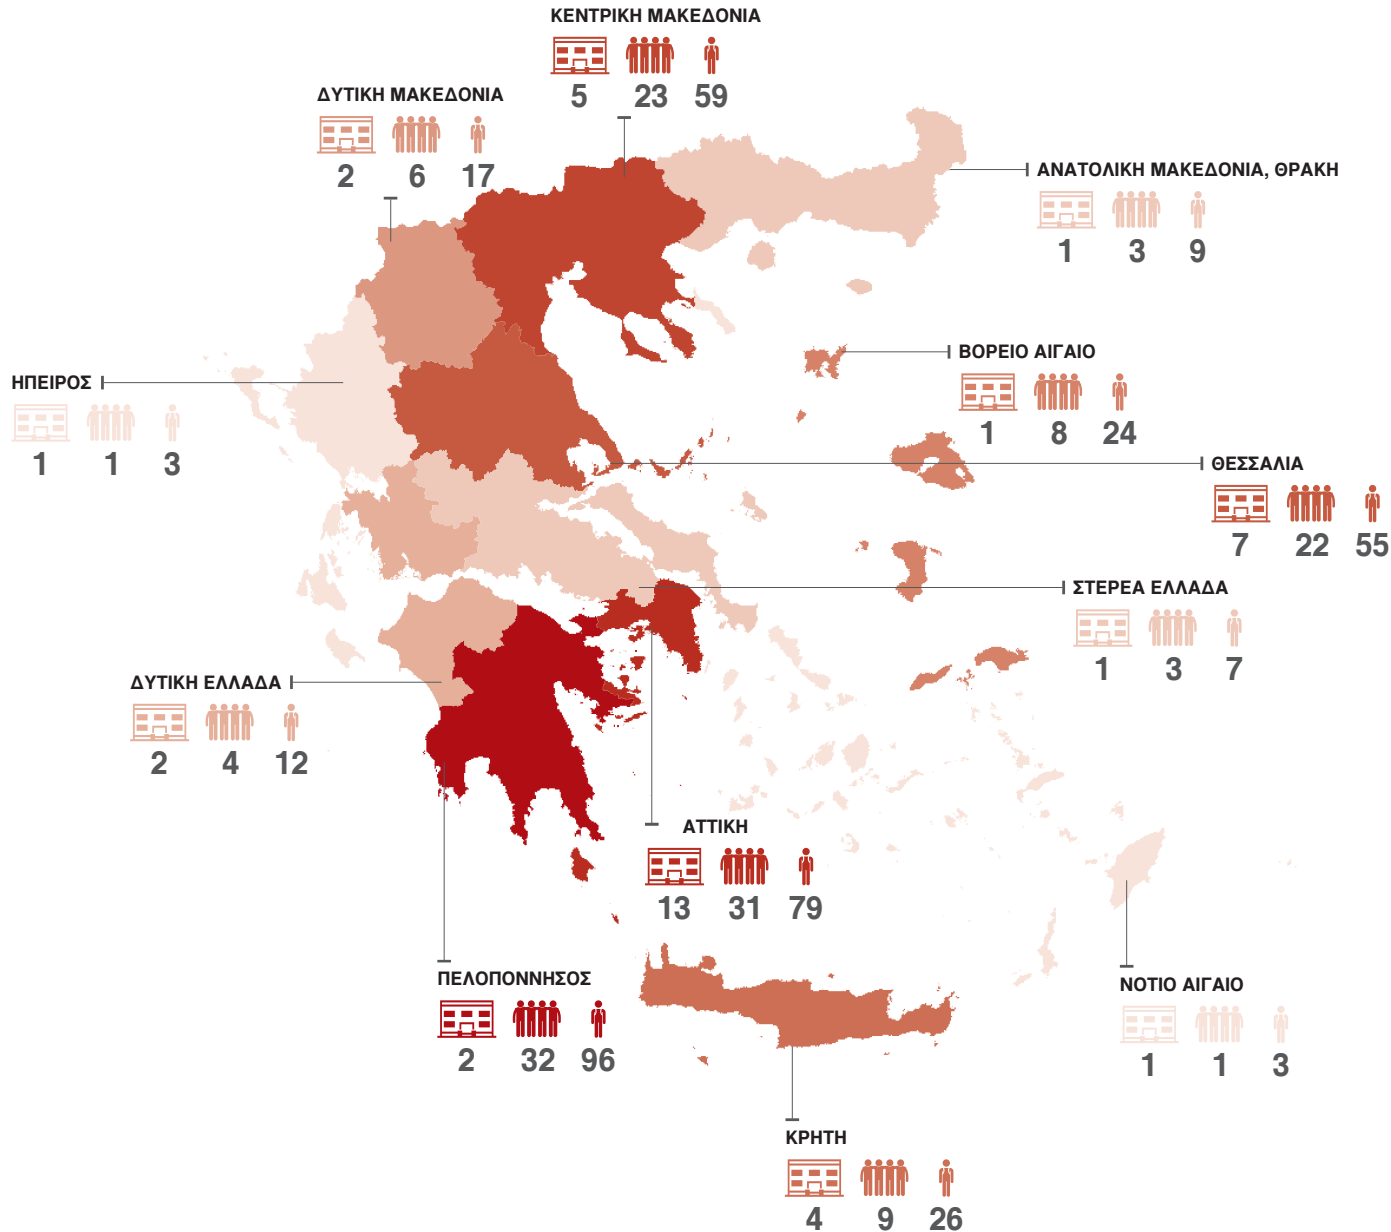 ΚΕΝΤΡΙΚΗ ΜΑΚΕΔΟΝΙΑ
5 23 59
ΔΥΤΙΚΗ ΜΑΚΕΔΟΝΙΑ
2 6 17
ΑΝΑΤΟΛΙΚΗ ΜΑΚΕΔΟΝΙΑ, ΘΡΑΚΗ
1 3 9
ΒΟΡΕΙΟ ΑΙΓΑΙΟ
1 8 24
ΗΠΕΙΡΟΣ
1 1 3
ΘΕΣΣΑΛΙΑ
7 22 55
ΣΤΕΡΕΑ ΕΛΛΑΔΑ
1 3 7
ΔΥΤΙΚΗ ΕΛΛΑΔΑ
2 4 12
ΑΤΤΙΚΗ
13 31 79
ΠΕΛΟΠΟΝΝΗΣΟΣ
2 32 96
ΝΟΤΙΟ ΑΙΓΑΙΟ
1 1 3
ΚΡΗΤΗ
4 9 26